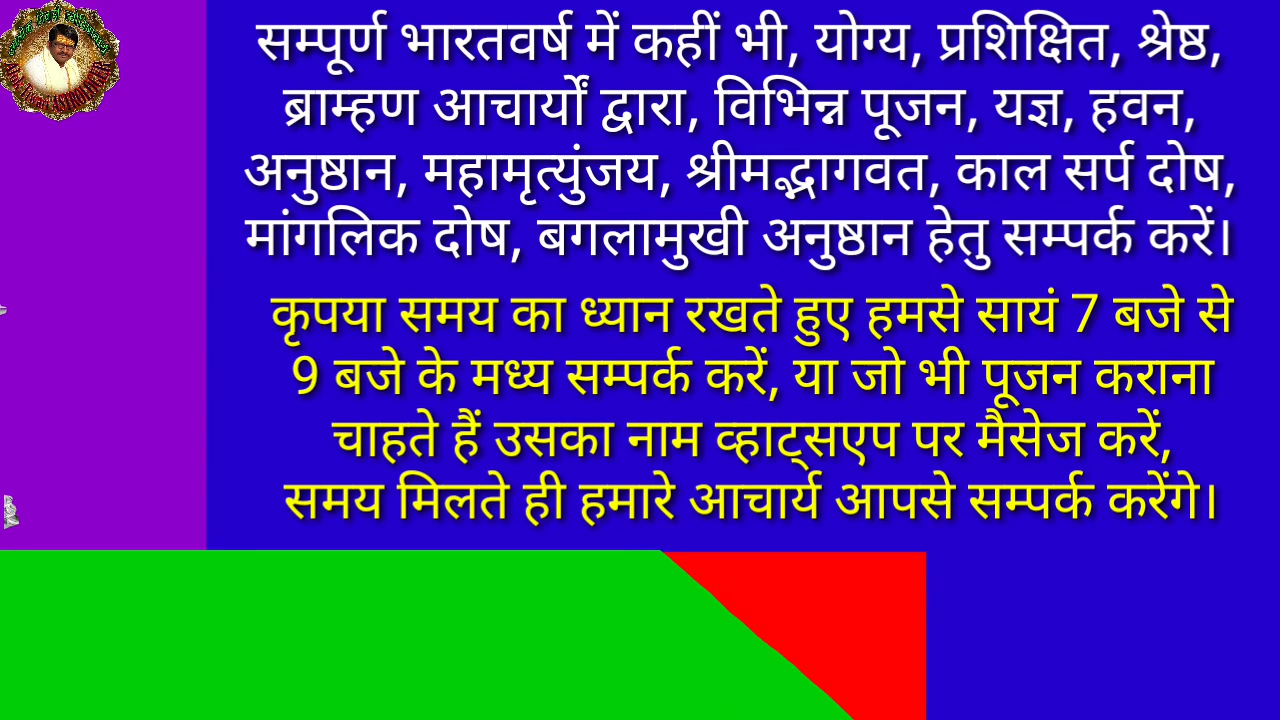 सम्पूर्ण भारतवर्ष में कहीं भी, योग्य, प्रशिक्षित, श्रेष्ठ,
ब्राम्हण आचार्यों द्वारा, विभिन्न पूजन, यज्ञ, हवन,
अनुष्ठान, महामृत्युंजय, श्रीमद्भागवत, काल सर्प दोष,
मांगलिक दोष, बगलामुखी अनुष्ठान हेतु सम्पर्क करें।
कृपया समय का ध्यान रखते हुए हमसे सायं 7 बजे से
9 बजे के मध्य सम्पर्क करें, या जो भी पूजन कराना
चाहते हैं उसका नाम व्हाट्सएप पर मैसेज करें,
समय मिलते ही हमारे आचार्य आपसे सम्पर्क करेंगे।